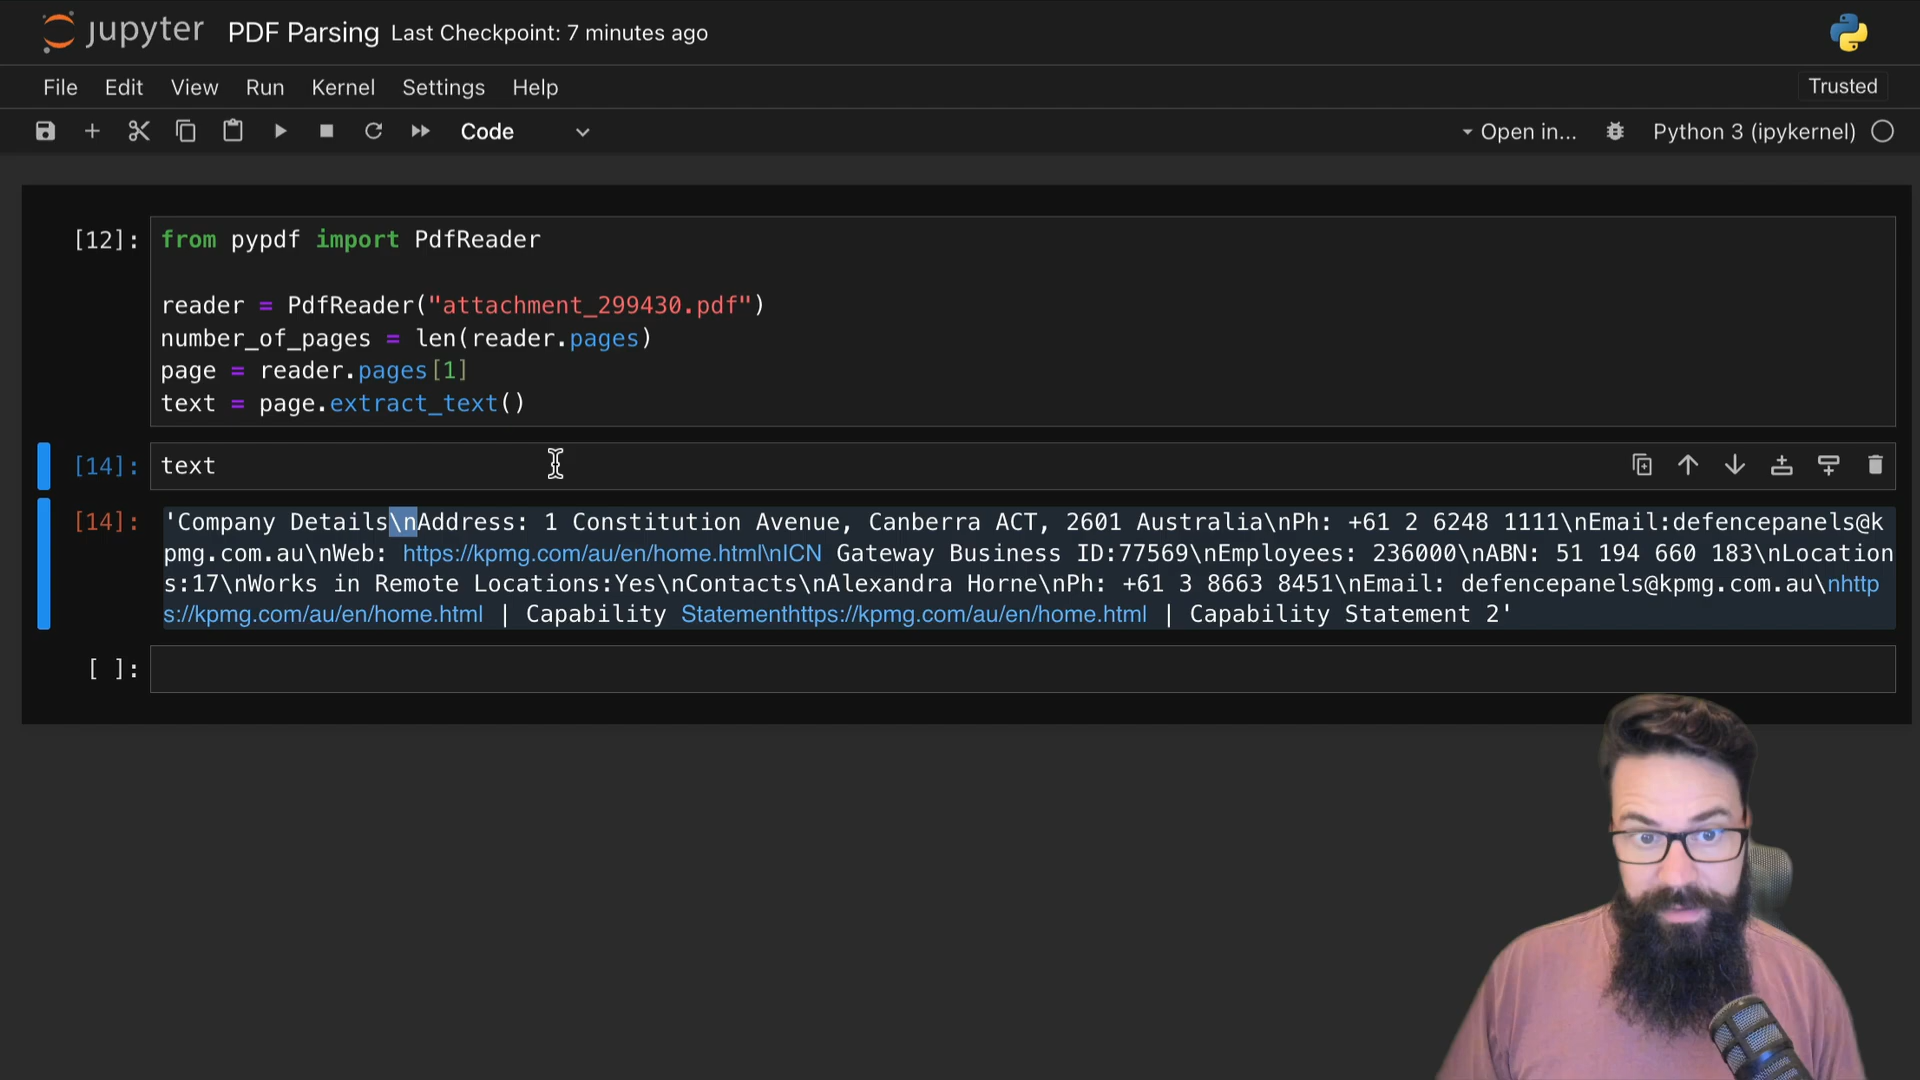 jupyter PDF Parsing Last Checkpoint: 7 minutes ago
File Edit View Run Kernel Settings Help Trusted
Code Open in... Python 3 (ipykernel)
[12]: from pypdf import PdfReader
reader = PdfReader("attachment_299430.pdf")
number_of_pages = len(reader.pages)
page = reader.pages[1]
text = page.extract_text()
[14]: text
[14]: 'Company Details\nAddress: 1 Constitution Avenue, Canberra ACT, 2601 Australia\nPh: +61 2 6248 1111\nEmail:defencepanels@k
pmg.com.au\nWeb: https://kpmg.com/au/en/home.html\nICN Gateway Business ID:77569\nEmployees: 236000\nABN: 51 194 660 183\nLocation
s:17\nWorks in Remote Locations:Yes\nContacts\nAlexandra Horne\nPh: +61 3 8663 8451\nEmail: defencepanels@kpmg.com.au\nhttp
s://kpmg.com/au/en/home.html | Capability Statementhttps://kpmg.com/au/en/home.html | Capability Statement 2'
[ ]: